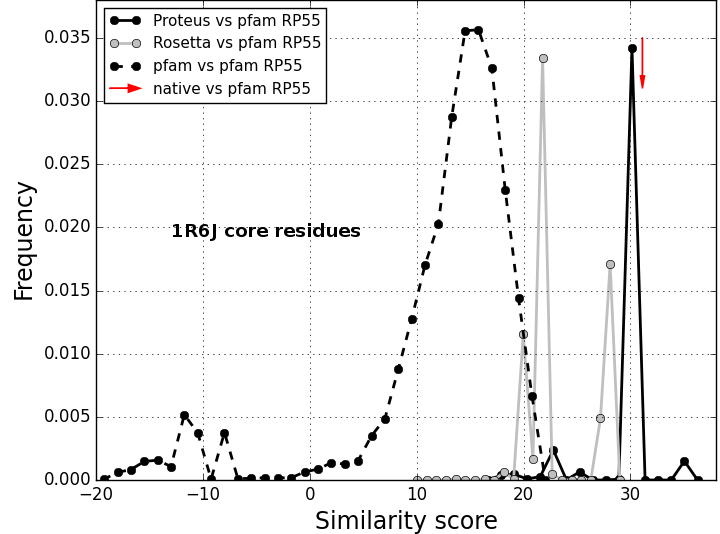 Proteus vs pfam RP55
Rosetta vs pfam RP55
pfam vs pfam RP55
native vs pfam RP55
0.035
0.030
0.025
0.020
0.015
0.010
0.005
0.000
Frequency
1R6J core residues
−20 −10 0 10 20 30
Similarity score